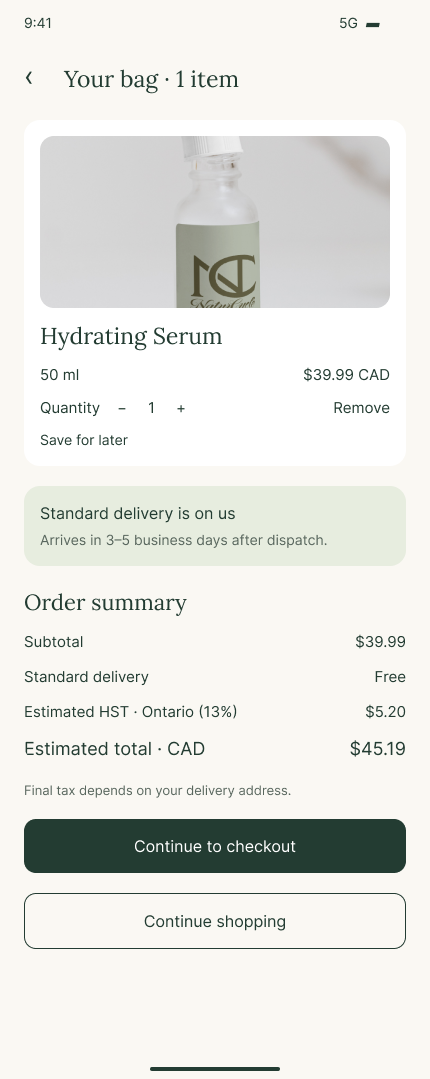 9:41 5G
Your bag · 1 item
NC
Hydrating Serum
50 ml $39.99 CAD
Quantity − 1 + Remove
Save for later
Standard delivery is on us
Arrives in 3–5 business days after dispatch.
Order summary
Subtotal $39.99
Standard delivery Free
Estimated HST · Ontario (13%) $5.20
Estimated total · CAD $45.19
Final tax depends on your delivery address.
Continue to checkout
Continue shopping